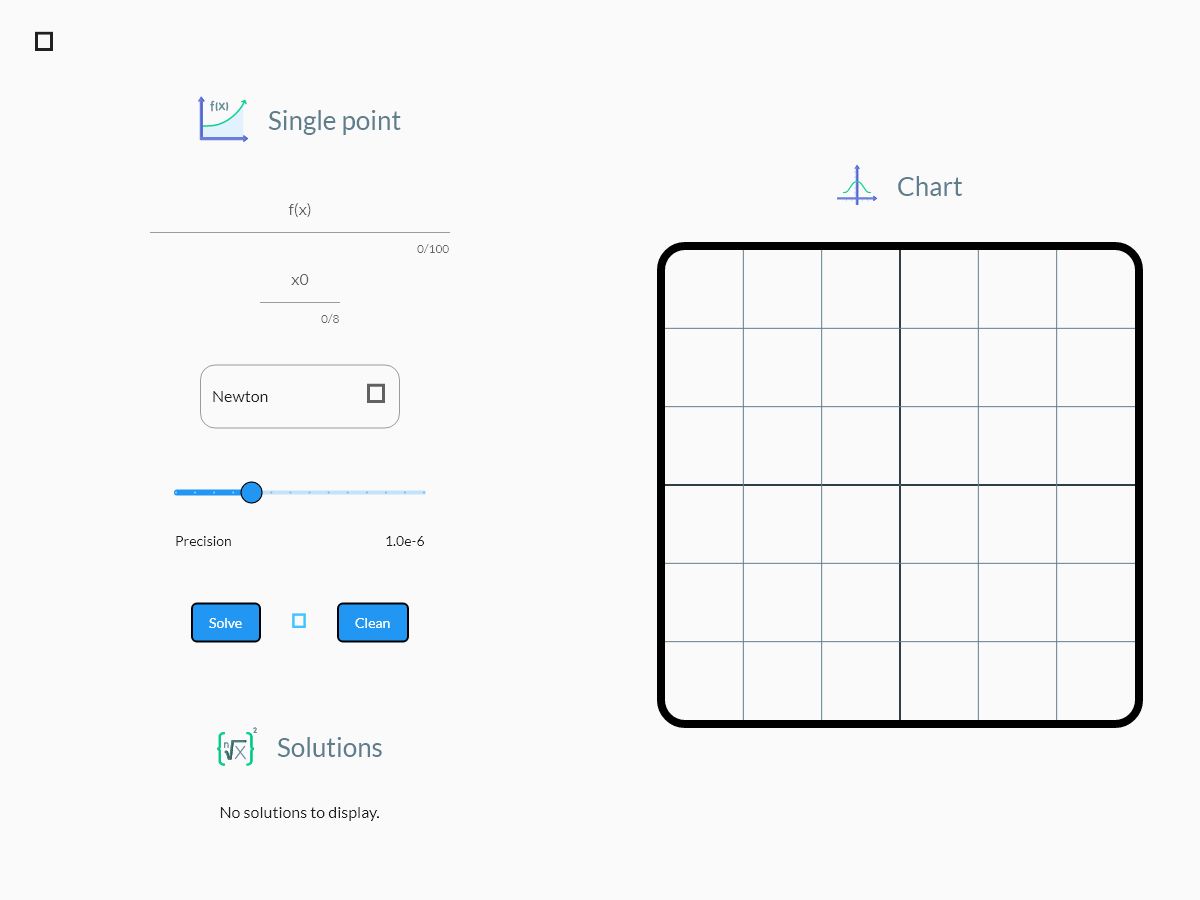 f(x)
Single point
f(x)
0/100
x0
0/8
Newton
Precision 1.0e-6
Solve Clean
n√x 2
Solutions
No solutions to display.
Chart